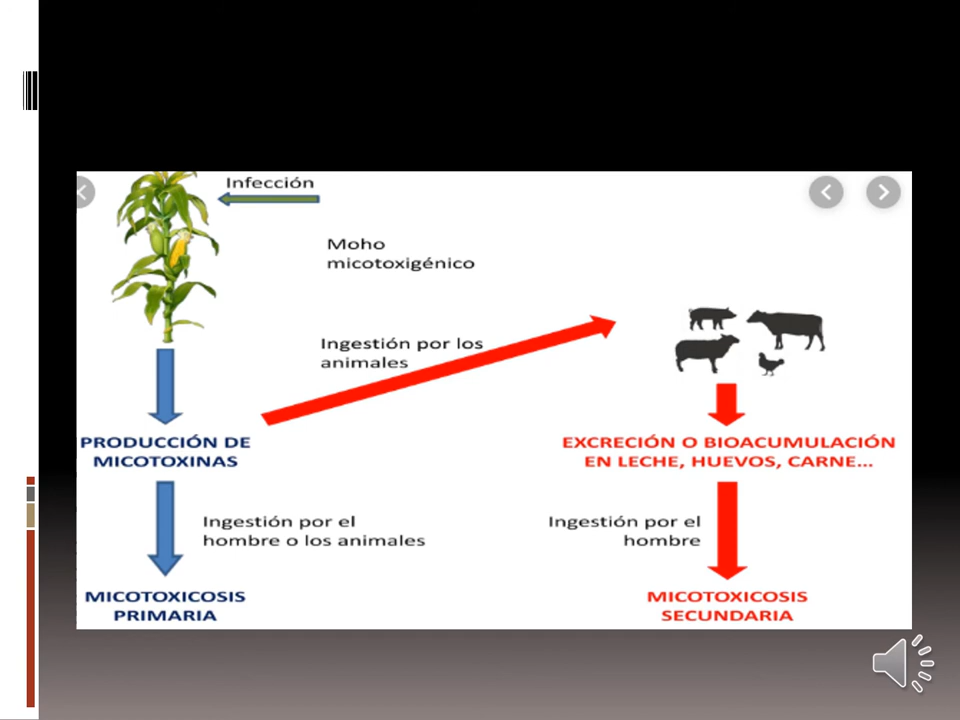 Infección
Moho
micotoxigénico
Ingestión por los
animales
PRODUCCIÓN DE
MICOTOXINAS
EXCRECIÓN O BIOACUMULACIÓN
EN LECHE, HUEVOS, CARNE...
Ingestión por el
hombre o los animales
Ingestión por el
hombre
MICOTOXICOSIS
PRIMARIA
MICOTOXICOSIS
SECUNDARIA